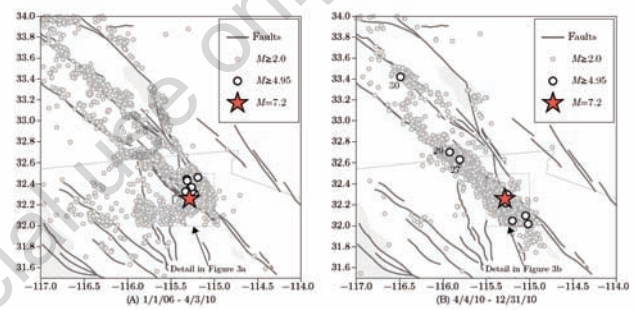 34.0
33.8
33.6
33.4
33.2
33.0
32.8
32.6
32.4
32.2
32.0
31.8
31.6
−117.0 −116.5 −116.0 −115.5 −115.0 −114.5 −114.0
Faults
M≥2.0
M≥4.95
M=7.2
Detail in Figure 3a
(A) 1/1/06 - 4/3/10
34.0
33.8
33.6
33.4
33.2
33.0
32.8
32.6
32.4
32.2
32.0
31.8
31.6
−117.0 −116.5 −116.0 −115.5 −115.0 −114.5 −114.0
Faults
M≥2.0
M≥4.95
M=7.2
30
29
27
Detail in Figure 3b
(B) 4/4/10 - 12/31/10
use on